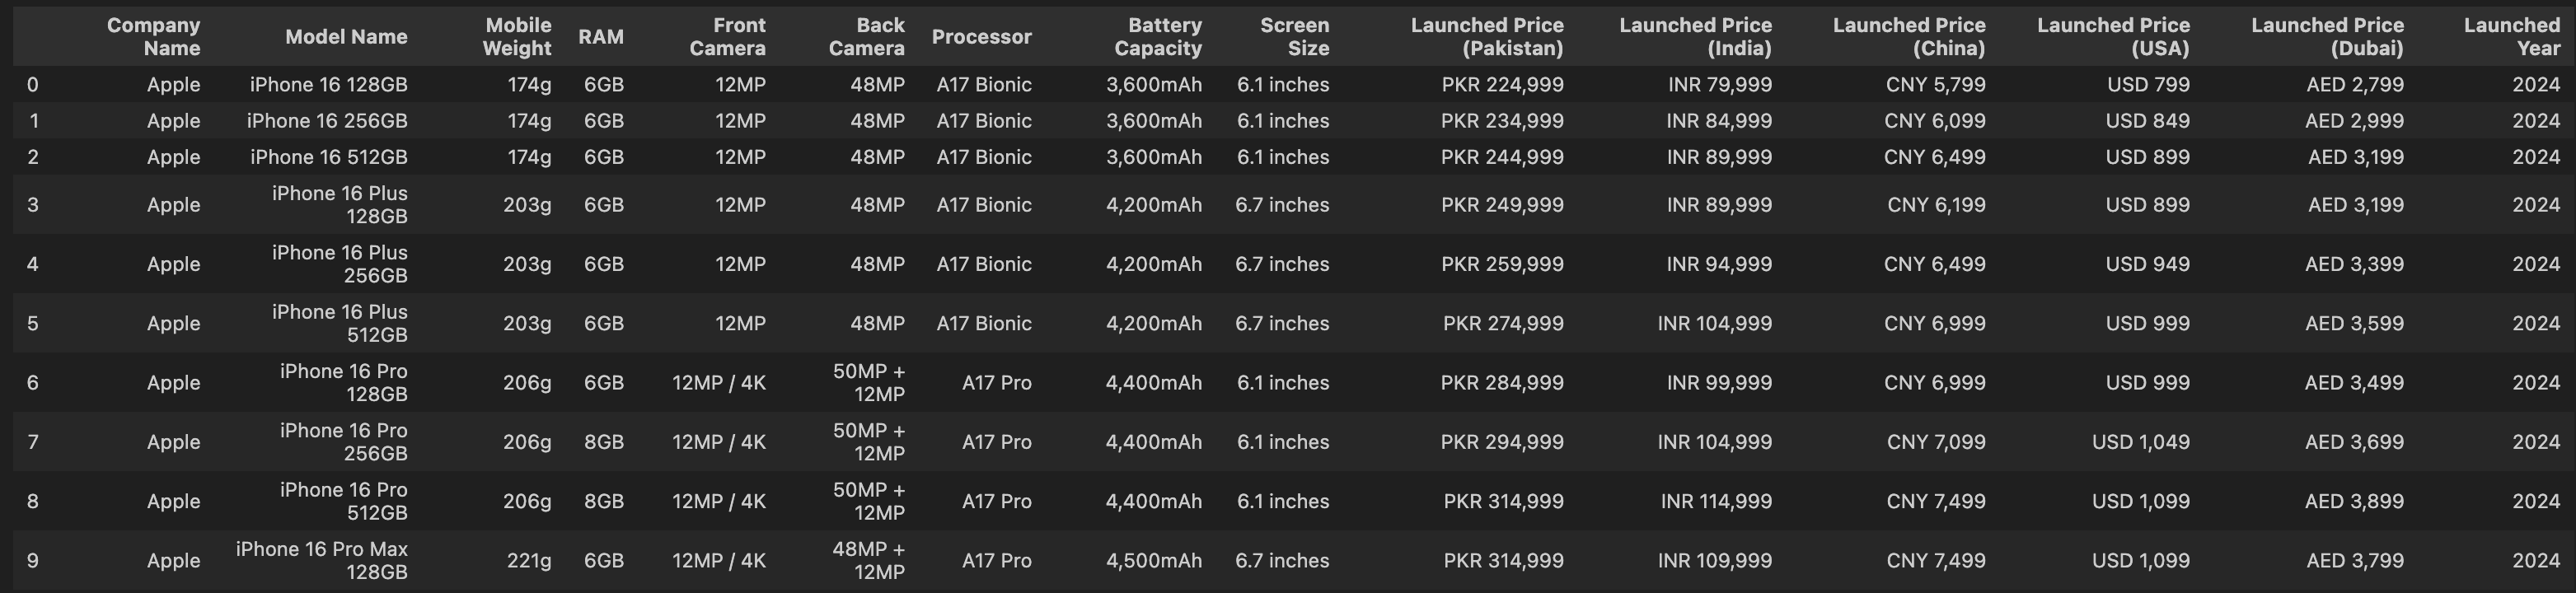 Company Name Model Name Mobile Weight RAM Front Camera Back Camera Processor Battery Capacity Screen Size Launched Price (Pakistan) Launched Price (India) Launched Price (China) Launched Price (USA) Launched Price (Dubai) Launched Year
0 Apple iPhone 16 128GB 174g 6GB 12MP 48MP A17 Bionic 3,600mAh 6.1 inches PKR 224,999 INR 79,999 CNY 5,799 USD 799 AED 2,799 2024
1 Apple iPhone 16 256GB 174g 6GB 12MP 48MP A17 Bionic 3,600mAh 6.1 inches PKR 234,999 INR 84,999 CNY 6,099 USD 849 AED 2,999 2024
2 Apple iPhone 16 512GB 174g 6GB 12MP 48MP A17 Bionic 3,600mAh 6.1 inches PKR 244,999 INR 89,999 CNY 6,499 USD 899 AED 3,199 2024
3 Apple iPhone 16 Plus 128GB 203g 6GB 12MP 48MP A17 Bionic 4,200mAh 6.7 inches PKR 249,999 INR 89,999 CNY 6,199 USD 899 AED 3,199 2024
4 Apple iPhone 16 Plus 256GB 203g 6GB 12MP 48MP A17 Bionic 4,200mAh 6.7 inches PKR 259,999 INR 94,999 CNY 6,499 USD 949 AED 3,399 2024
5 Apple iPhone 16 Plus 512GB 203g 6GB 12MP 48MP A17 Bionic 4,200mAh 6.7 inches PKR 274,999 INR 104,999 CNY 6,999 USD 999 AED 3,599 2024
6 Apple iPhone 16 Pro 128GB 206g 6GB 12MP / 4K 50MP + 12MP A17 Pro 4,400mAh 6.1 inches PKR 284,999 INR 99,999 CNY 6,999 USD 999 AED 3,499 2024
7 Apple iPhone 16 Pro 256GB 206g 8GB 12MP / 4K 50MP + 12MP A17 Pro 4,400mAh 6.1 inches PKR 294,999 INR 104,999 CNY 7,099 USD 1,049 AED 3,699 2024
8 Apple iPhone 16 Pro 512GB 206g 8GB 12MP / 4K 50MP + 12MP A17 Pro 4,400mAh 6.1 inches PKR 314,999 INR 114,999 CNY 7,499 USD 1,099 AED 3,899 2024
9 Apple iPhone 16 Pro Max 128GB 221g 6GB 12MP / 4K 48MP + 12MP A17 Pro 4,500mAh 6.7 inches PKR 314,999 INR 109,999 CNY 7,499 USD 1,099 AED 3,799 2024